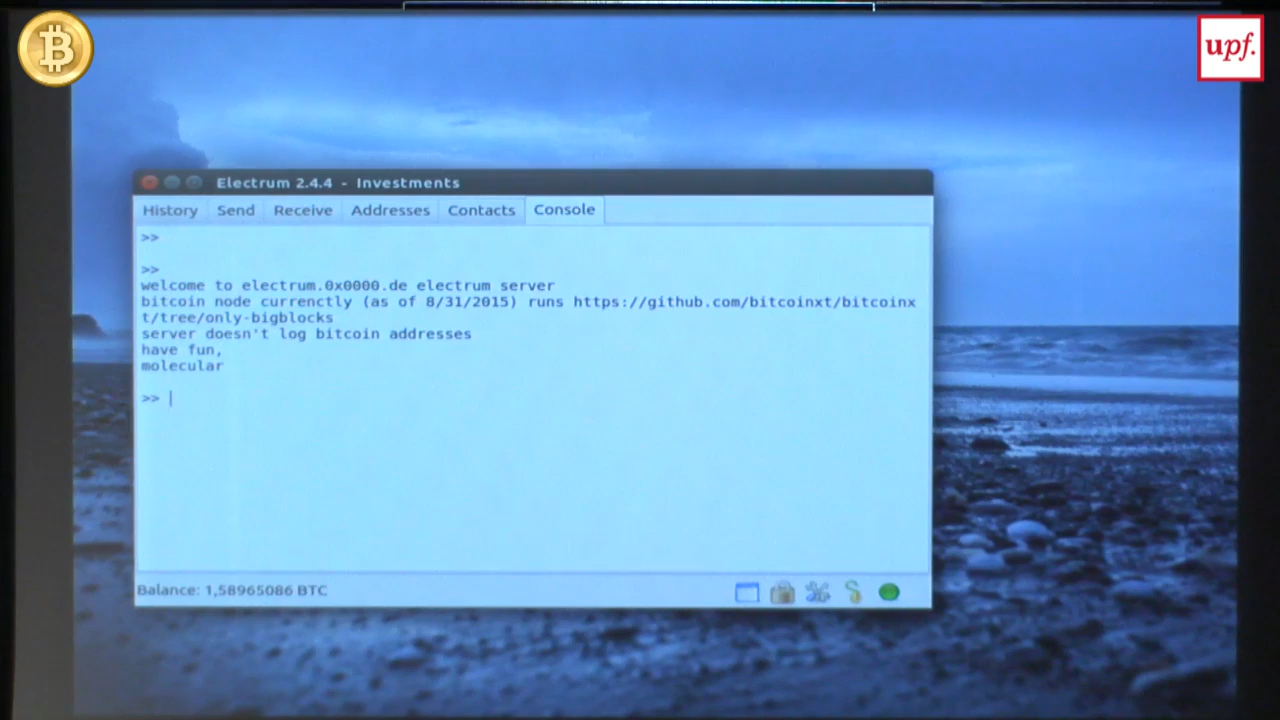 upf.
Electrum 2.4.4 - Investments
History Send Receive Addresses Contacts Console
>>
>>
welcome to electrum.0x0000.de electrum server
bitcoin node currenctly (as of 8/31/2015) runs https://github.com/bitcoinxt/bitcoinx
t/tree/only-bigblocks
server doesn't log bitcoin addresses
have fun,
molecular
>>
Balance: 1,58965086 BTC